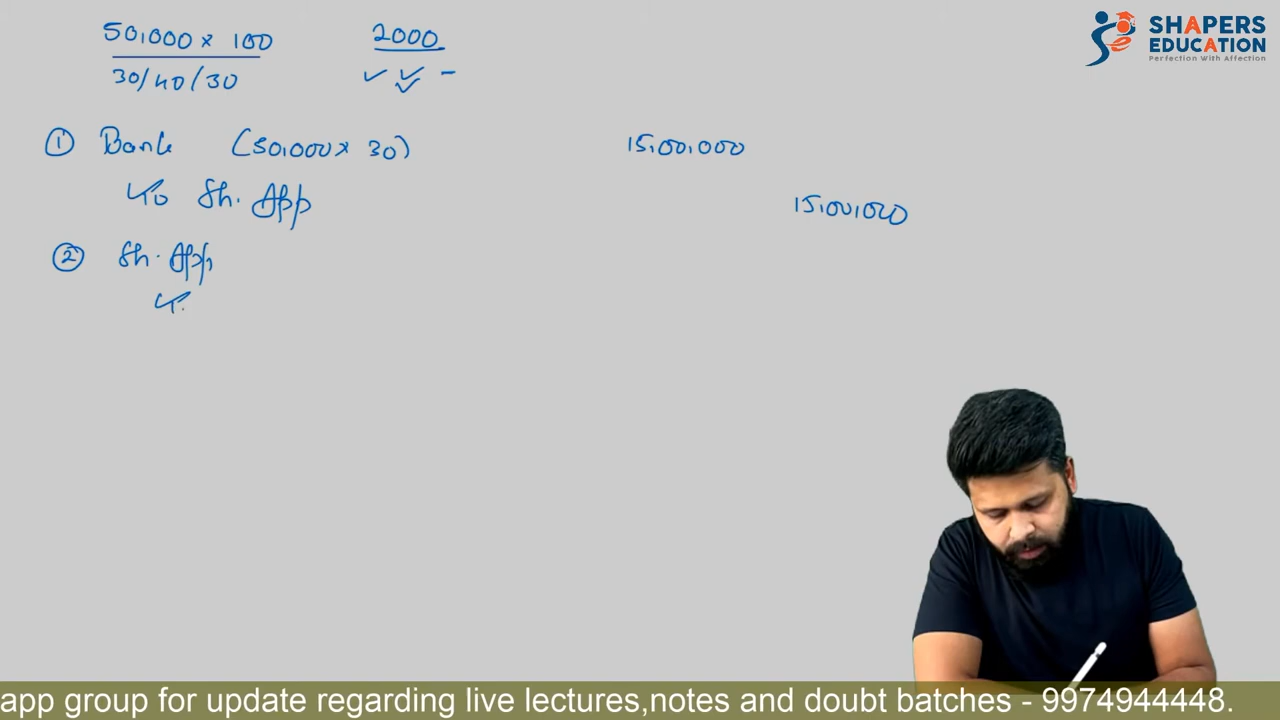 50,000 × 100
2000
30/40/30
✓ ✓ -
① Bank (50,000 × 30) 15,00,000
To Sh. App
15,00,000
② Sh. App
SHAPERS
EDUCATION
Perfection With Affection
app group for update regarding live lectures,notes and doubt batches - 9974944448.